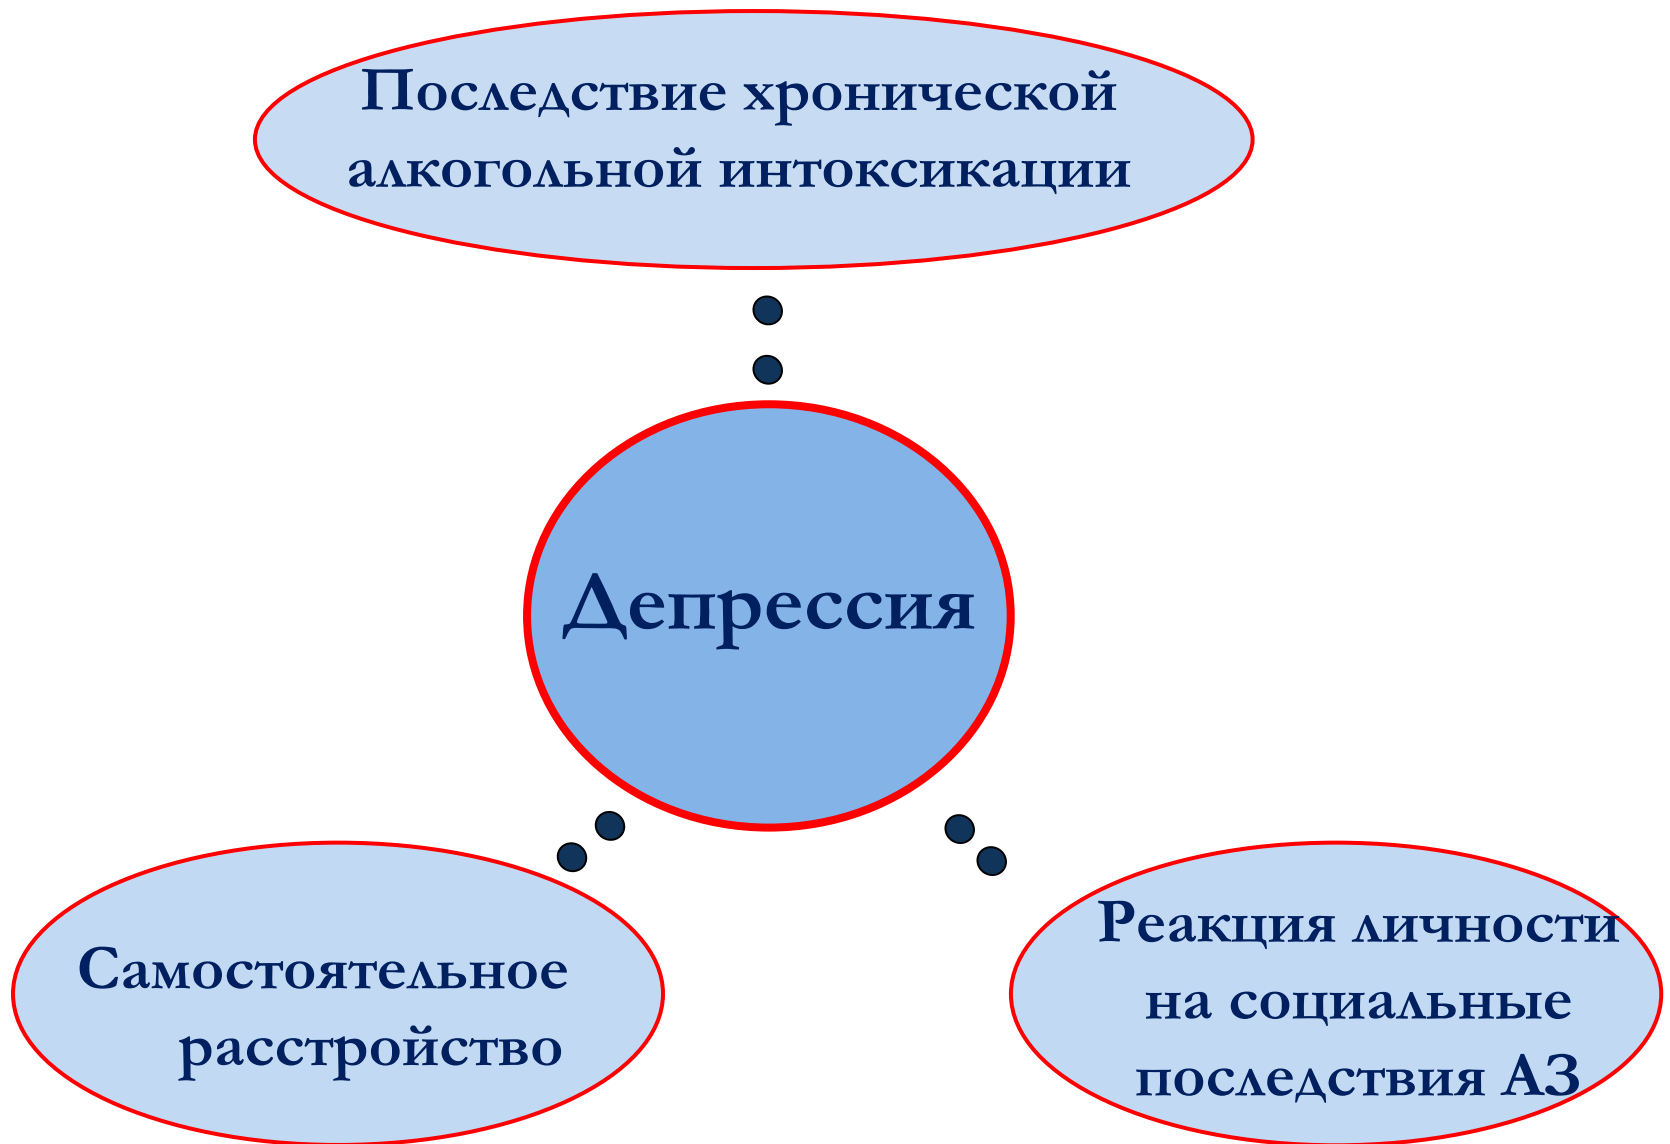 Последствие хронической
алкогольной интоксикации
Депрессия
Самостоятельное
расстройство
Реакция личности
на социальные
последствия АЗ